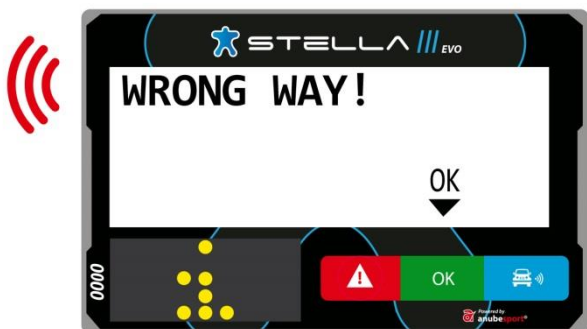 STELLA III EVO
WRONG WAY!
OK
0000
OK
Powered by
anubesport